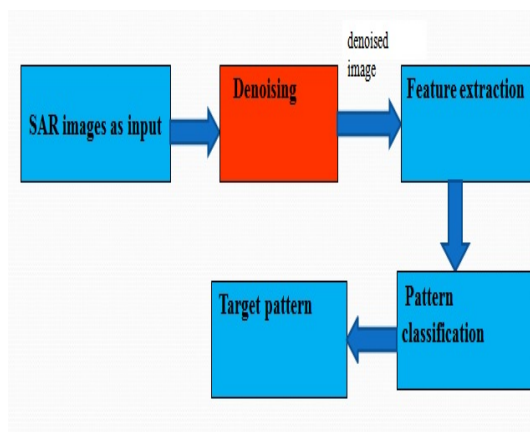 SAR images as input
Denoising
denoised
image
Feature extraction
Pattern
classification
Target pattern